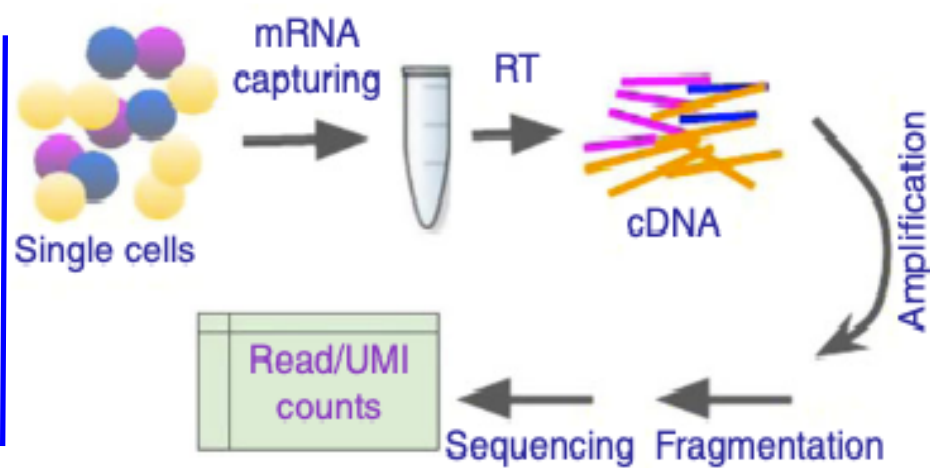 mRNA
capturing
RT
Single cells
cDNA
Amplification
Fragmentation
Sequencing
Read/UMI
counts